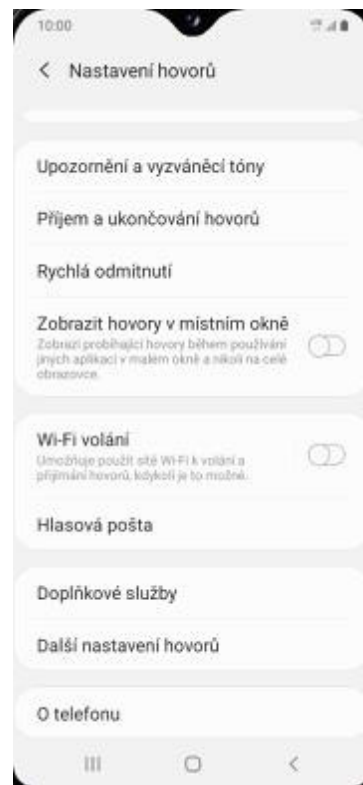 10:00
Nastavení hovorů
Upozornění a vyzváněcí tóny
Příjem a ukončování hovorů
Rychlá odmítnutí
Zobrazit hovory v místním okně
Zobrazí probíhající hovory během používání
jiných aplikací v malém okně a nikoli na celé
obrazovce.
Wi-Fi volání
Umožňuje použít sítě Wi-Fi k volání a
přijímání hovorů, kdykoli je to možné.
Hlasová pošta
Doplňkové služby
Další nastavení hovorů
O telefonu